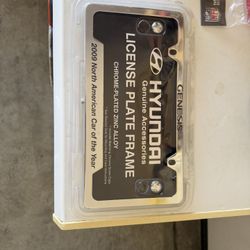 HYUNDAI
Genuine Accessories
LICENSE PLATE FRAME
CHROME-PLATED ZINC ALLOY
2009 North American Car of the Year
GENESIS